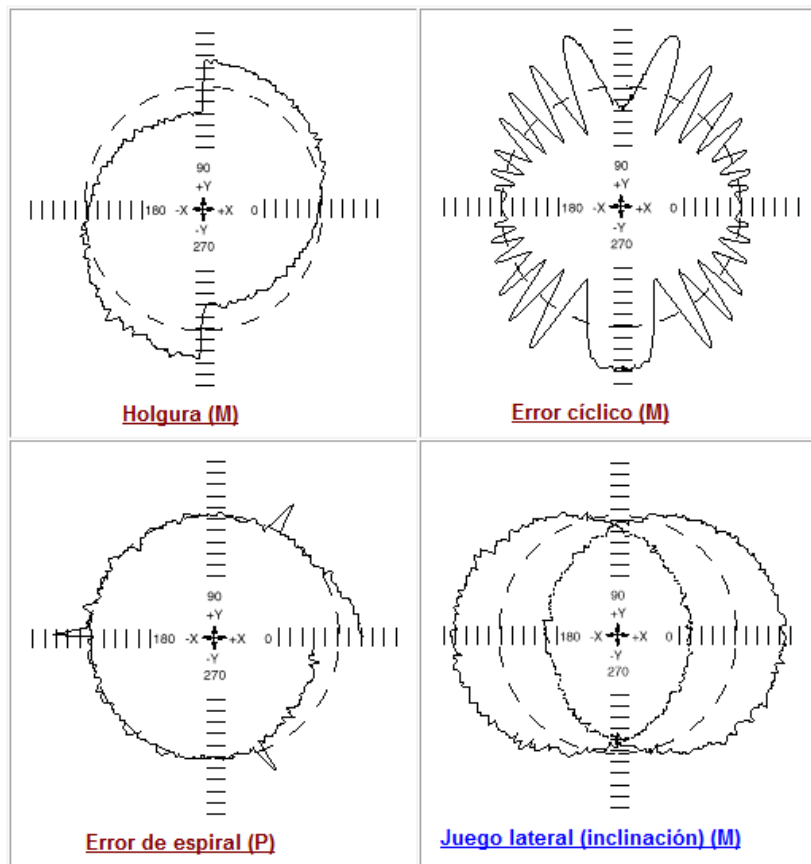 90
+Y
180 -X +X 0
-Y
270
Holgura (M)
90
+Y
180 -X +X 0
-Y
270
Error cíclico (M)
90
+Y
180 -X +X 0
-Y
270
Error de espiral (P)
90
+Y
180 -X +X 0
-Y
270
Juego lateral (inclinación) (M)